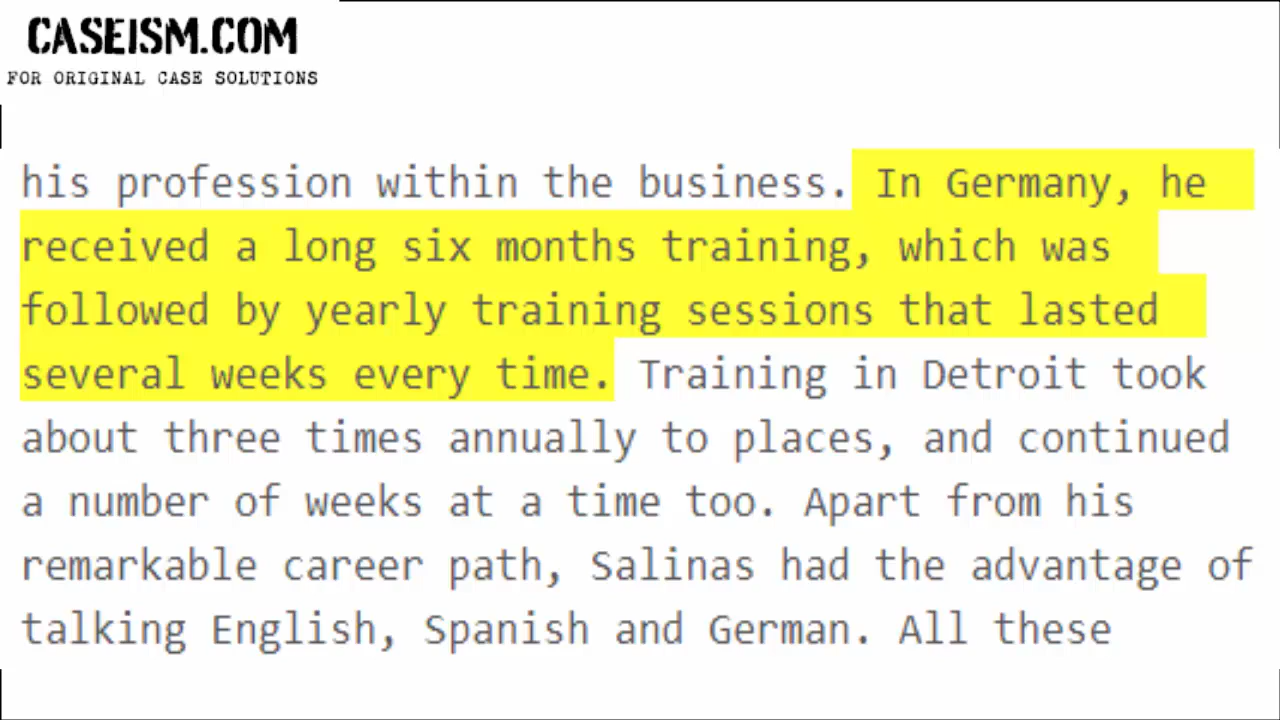 CASEISM.COM
FOR ORIGINAL CASE SOLUTIONS
his profession within the business. In Germany, he
received a long six months training, which was
followed by yearly training sessions that lasted
several weeks every time. Training in Detroit took
about three times annually to places, and continued
a number of weeks at a time too. Apart from his
remarkable career path, Salinas had the advantage of
talking English, Spanish and German. All these